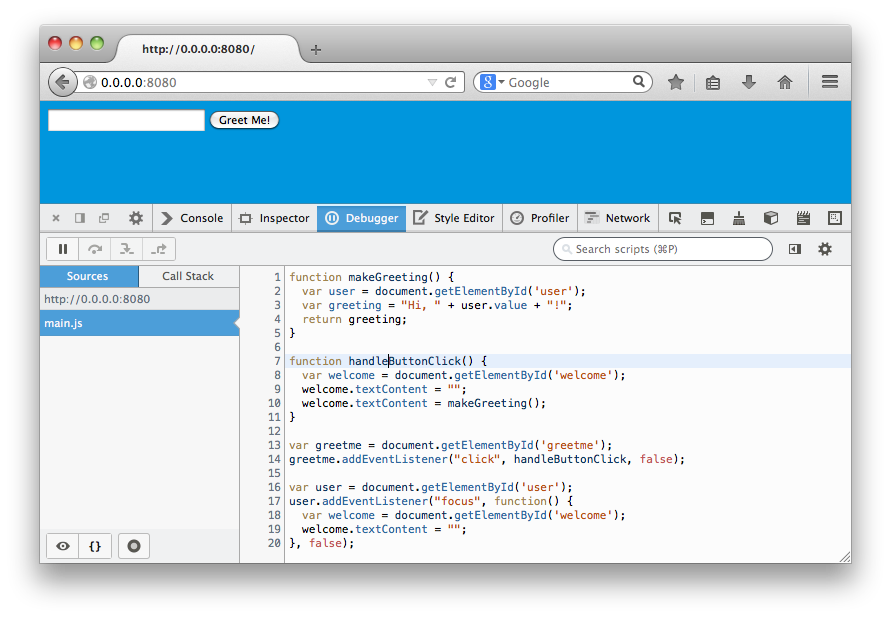 http://0.0.0.0:8080/
0.0.0.0:8080
8 Google
Greet Me!
Console Inspector Debugger Style Editor Profiler Network
Search scripts (⌘P)
Sources Call Stack
http://0.0.0.0:8080
main.js
1 function makeGreeting() {
2   var user = document.getElementById('user');
3   var greeting = "Hi, " + user.value + "!";
4   return greeting;
5 }
6
7 function handleButtonClick() {
8   var welcome = document.getElementById('welcome');
9   welcome.textContent = "";
10   welcome.textContent = makeGreeting();
11 }
12
13 var greetme = document.getElementById('greetme');
14 greetme.addEventListener("click", handleButtonClick, false);
15
16 var user = document.getElementById('user');
17 user.addEventListener("focus", function() {
18   var welcome = document.getElementById('welcome');
19   welcome.textContent = "";
20 }, false);
{}